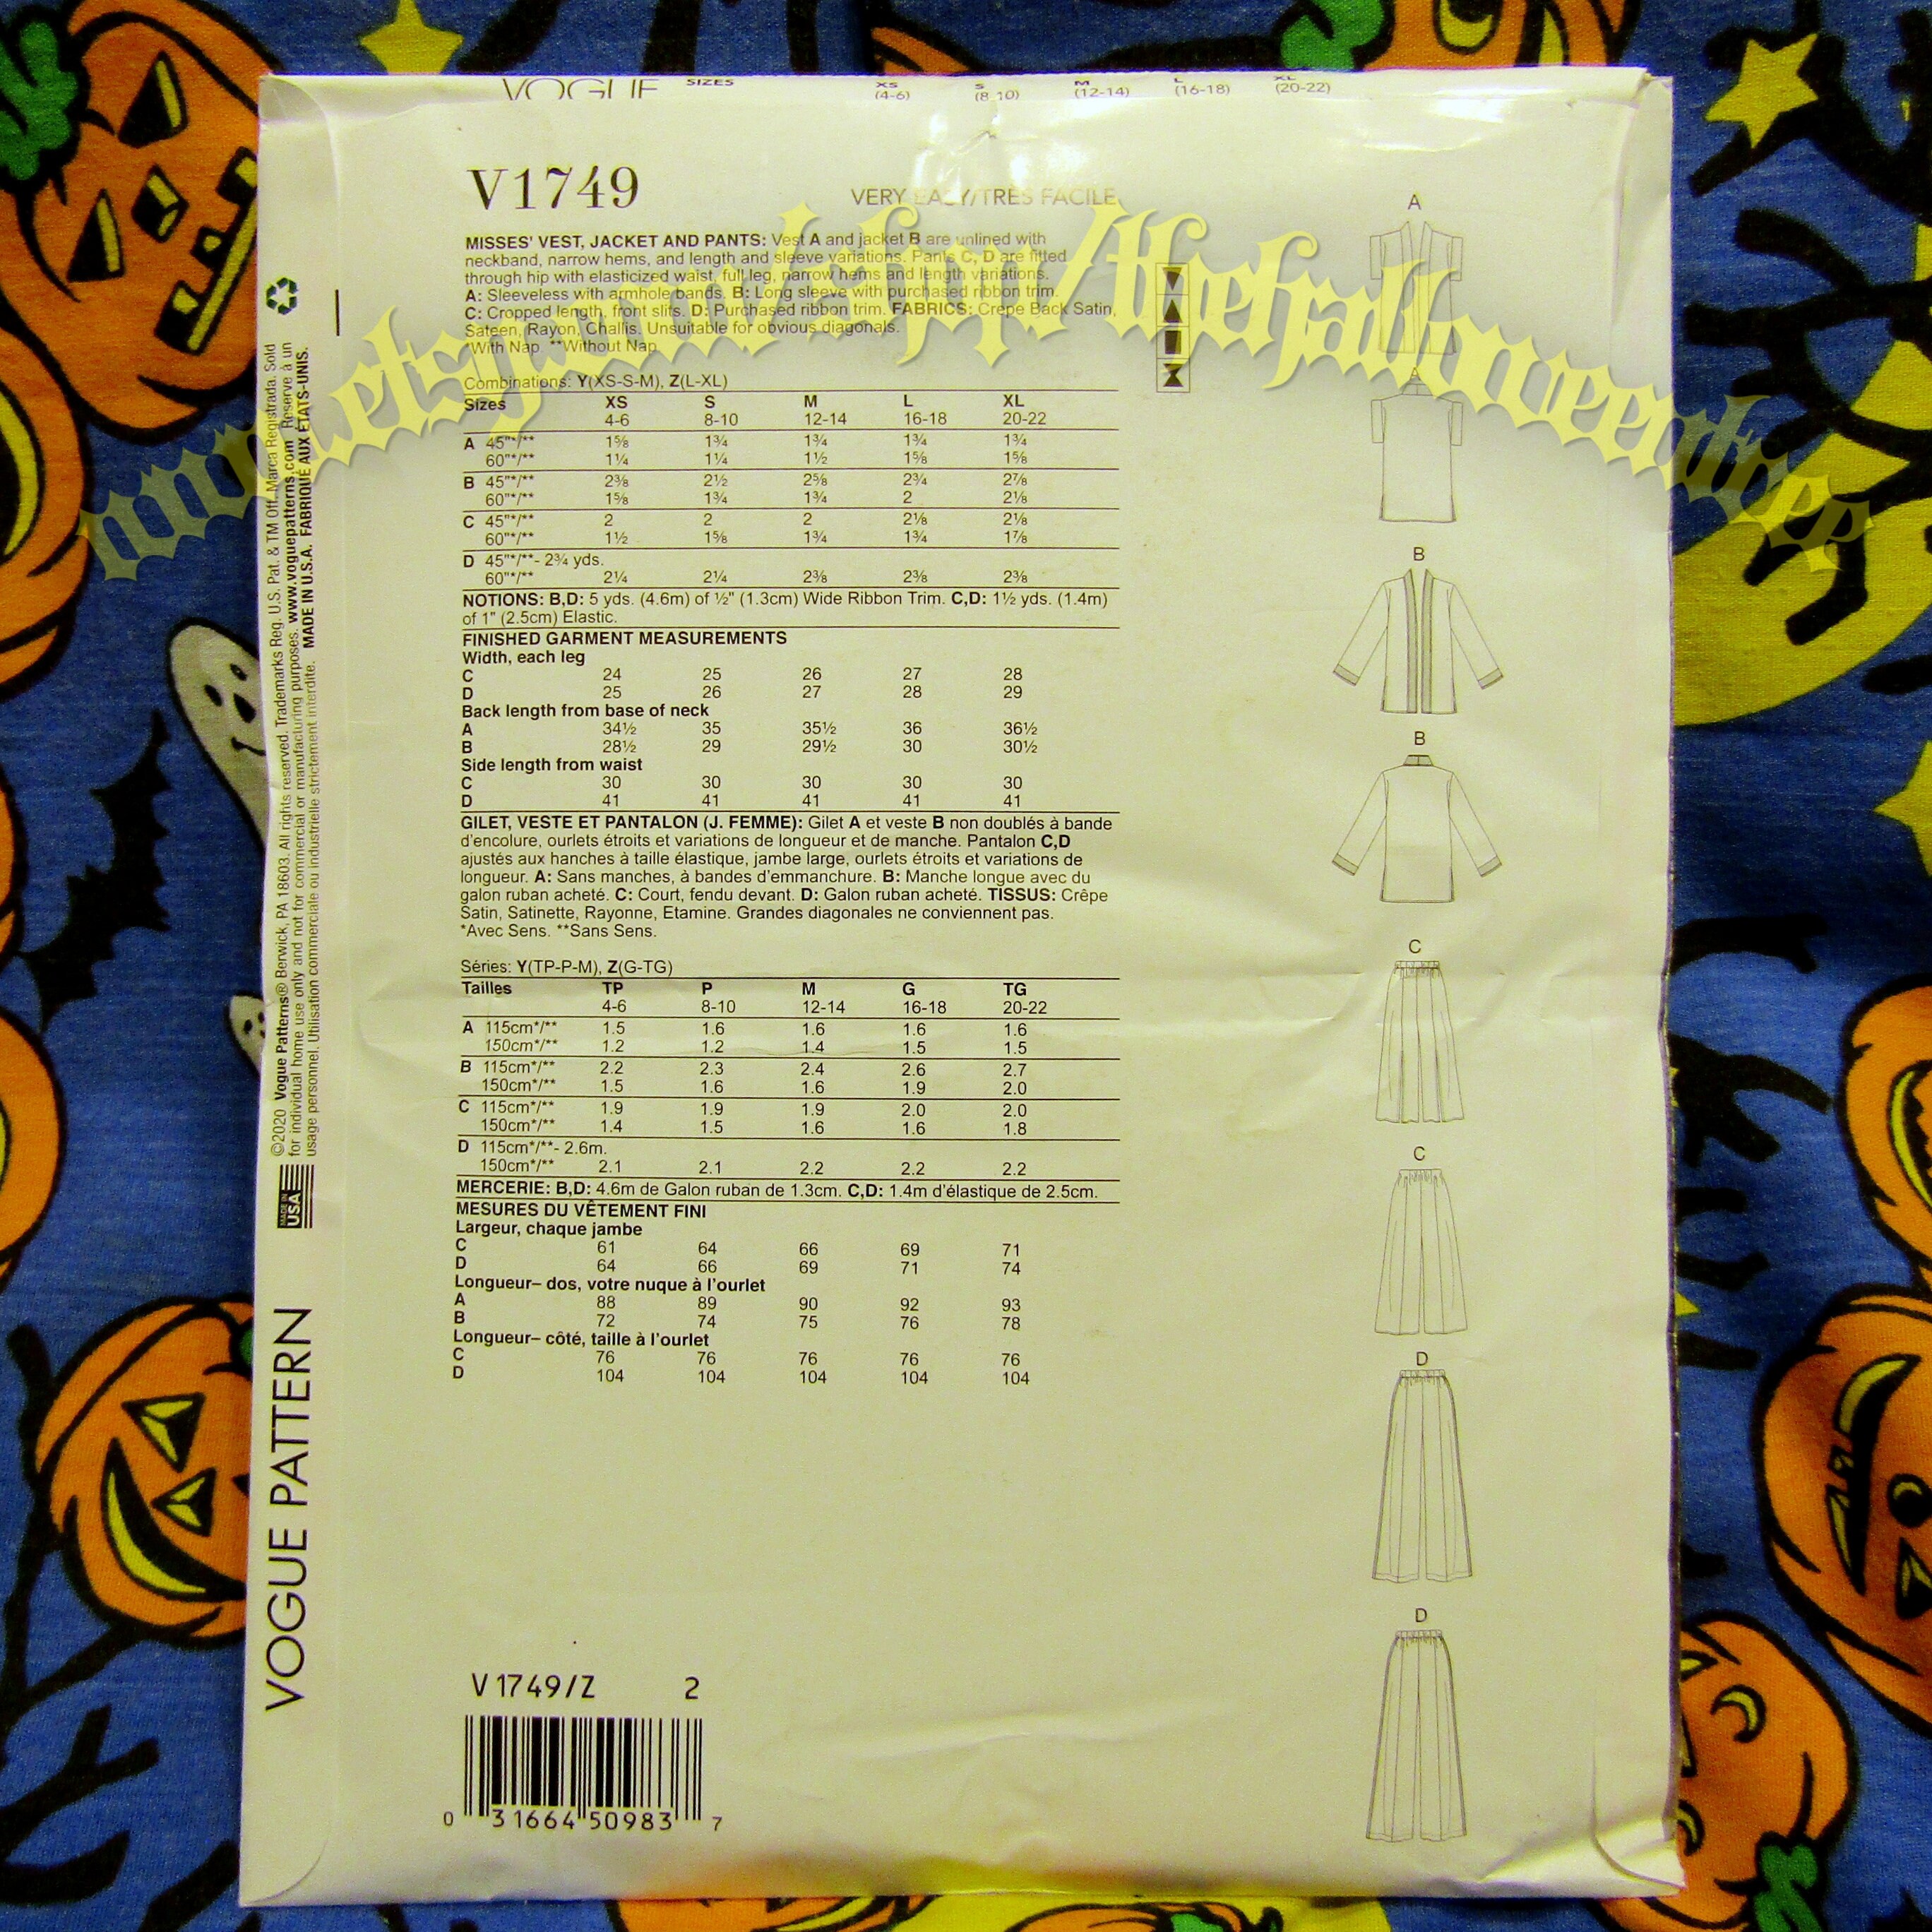 VOGUE SIZES XS S M L XL
(4-6) (8-10) (12-14) (16-18) (20-22)
V1749
VERY EASY/TRÈS FACILE
MISSES' VEST, JACKET AND PANTS: Vest A and jacket B are unlined with
neckband, narrow hems, and length and sleeve variations. Pants C, D are fitted
through hip with elasticized waist, full leg, narrow hems and length variations.
A: Sleeveless with armhole bands. B: Long sleeve with purchased ribbon trim.
C: Cropped length, front slits. D: Purchased ribbon trim. FABRICS: Crepe Back Satin,
Sateen, Rayon, Challis. Unsuitable for obvious diagonals.
*With Nap. **Without Nap.
www.etsy.com/shop/thehalloweentree
Combinations: Y(XS-S-M), Z(L-XL)
Sizes XS S M L XL
4-6 8-10 12-14 16-18 20-22
A 45"*/** 1⅝ 1¾ 1¾ 1¾ 1¾
60"*/** 1¼ 1¼ 1½ 1⅝ 1⅝
B 45"*/** 2⅜ 2½ 2⅝ 2¾ 2⅞
60"*/** 1⅝ 1¾ 1¾ 2 2⅛
C 45"*/** 2 2 2 2⅛ 2⅛
60"*/** 1½ 1⅝ 1¾ 1¾ 1⅞
D 45"*/**- 2¾ yds.
60"*/** 2¼ 2¼ 2⅜ 2⅜ 2⅜
NOTIONS: B,D: 5 yds. (4.6m) of ½" (1.3cm) Wide Ribbon Trim. C,D: 1½ yds. (1.4m)
of 1" (2.5cm) Elastic.
FINISHED GARMENT MEASUREMENTS
Width, each leg
C 24 25 26 27 28
D 25 26 27 28 29
Back length from base of neck
A 34½ 35 35½ 36 36½
B 28½ 29 29½ 30 30½
Side length from waist
C 30 30 30 30 30
D 41 41 41 41 41
GILET, VESTE ET PANTALON (J. FEMME): Gilet A et veste B non doublés à bande
d'encolure, ourlets étroits et variations de longueur et de manche. Pantalon C,D
ajustés aux hanches à taille élastique, jambe large, ourlets étroits et variations de
longueur. A: Sans manches, à bandes d'emmanchure. B: Manche longue avec du
galon ruban acheté. C: Court, fendu devant. D: Galon ruban acheté. TISSUS: Crêpe
Satin, Satinette, Rayonne, Etamine. Grandes diagonales ne conviennent pas.
*Avec Sens. **Sans Sens.
Séries: Y(TP-P-M), Z(G-TG)
Tailles TP P M G TG
4-6 8-10 12-14 16-18 20-22
A 115cm*/** 1.5 1.6 1.6 1.6 1.6
150cm*/** 1.2 1.2 1.4 1.5 1.5
B 115cm*/** 2.2 2.3 2.4 2.6 2.7
150cm*/** 1.5 1.6 1.6 1.9 2.0
C 115cm*/** 1.9 1.9 1.9 2.0 2.0
150cm*/** 1.4 1.5 1.6 1.6 1.8
D 115cm*/**- 2.6m.
150cm*/** 2.1 2.1 2.2 2.2 2.2
MERCERIE: B,D: 4.6m de Galon ruban de 1.3cm. C,D: 1.4m d'élastique de 2.5cm.
MESURES DU VÊTEMENT FINI
Largeur, chaque jambe
C 61 64 66 69 71
D 64 66 69 71 74
Longueur– dos, votre nuque à l'ourlet
A 88 89 90 92 93
B 72 74 75 76 78
Longueur– côté, taille à l'ourlet
C 76 76 76 76 76
D 104 104 104 104 104
V1749/Z 2
0 31664 50983 7
A
A
B
B
C
C
D
D
©2020 Vogue Patterns® Berwick, PA 18603. All rights reserved. Trademarks Reg. U.S. Pat. & TM Off. Marca Registrada. Sold
for individual home use only and not for commercial or manufacturing purposes. www.voguepatterns.com Reserve à un
usage personnel. Utilisation commerciale ou industrielle strictement interdite. MADE IN U.S.A. FABRIQUÉ AUX ÉTATS-UNIS.
MADE IN
USA
VOGUE PATTERN